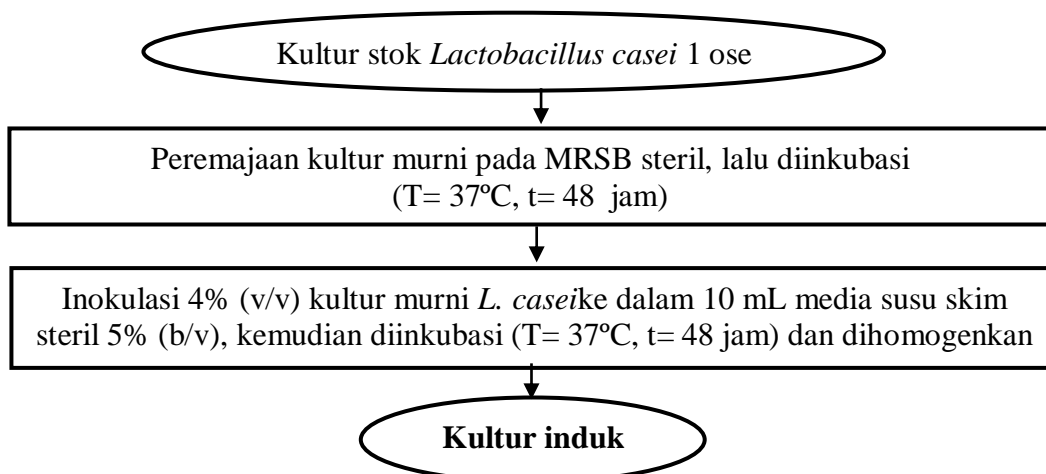 Kultur stok Lactobacillus casei 1 ose
Peremajaan kultur murni pada MRSB steril, lalu diinkubasi
(T= 37ºC, t= 48 jam)
Inokulasi 4% (v/v) kultur murni L. caseike dalam 10 mL media susu skim
steril 5% (b/v), kemudian diinkubasi (T= 37ºC, t= 48 jam) dan dihomogenkan
Kultur induk